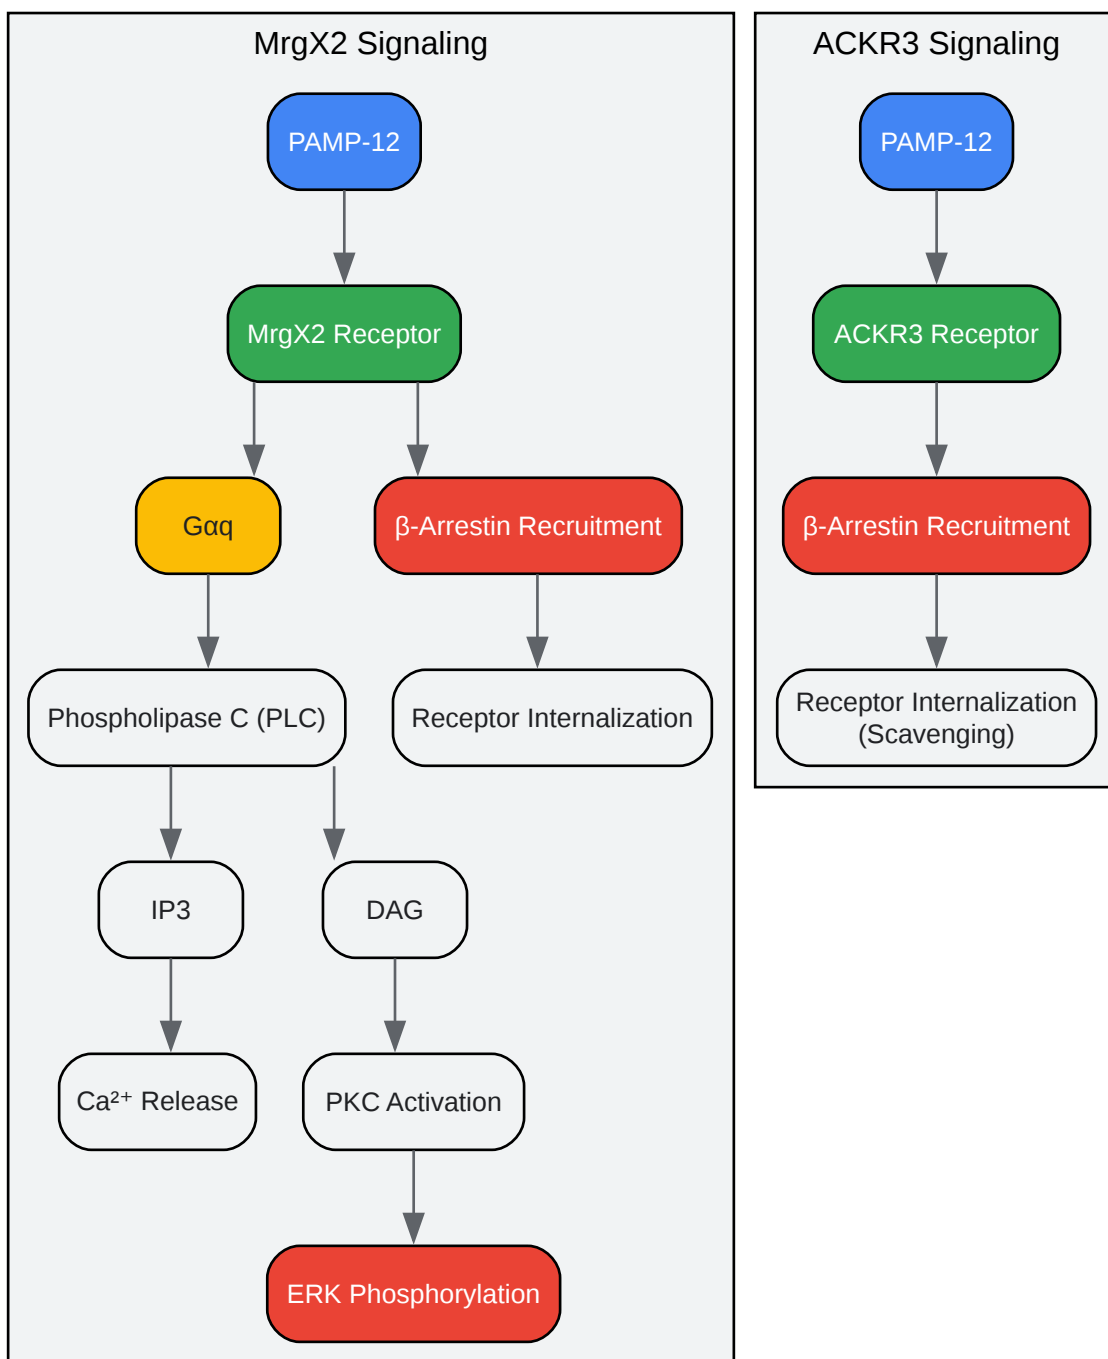 MrgX2 Signaling
PAMP-12
MrgX2 Receptor
Gαq
β-Arrestin Recruitment
Phospholipase C (PLC)
Receptor Internalization
IP3
DAG
Ca²⁺ Release
PKC Activation
ERK Phosphorylation
ACKR3 Signaling
PAMP-12
ACKR3 Receptor
β-Arrestin Recruitment
Receptor Internalization
(Scavenging)